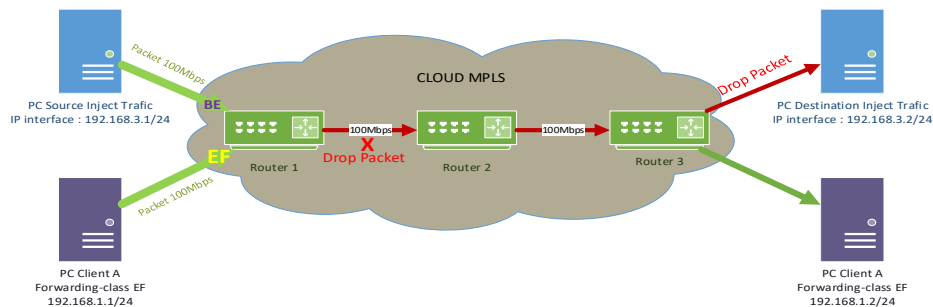 CLOUD MPLS
Packet 100Mbps
Drop Packet
PC Source Inject Trafic
IP interface : 192.168.3.1/24
BE
PC Destination Inject Trafic
IP interface : 192.168.3.2/24
100Mbps
100Mbps
X
Drop Packet
EF
Router 1
Router 2
Router 3
Packet 100Mbps
PC Client A
Forwarding-class EF
192.168.1.1/24
PC Client A
Forwarding-class EF
192.168.1.2/24